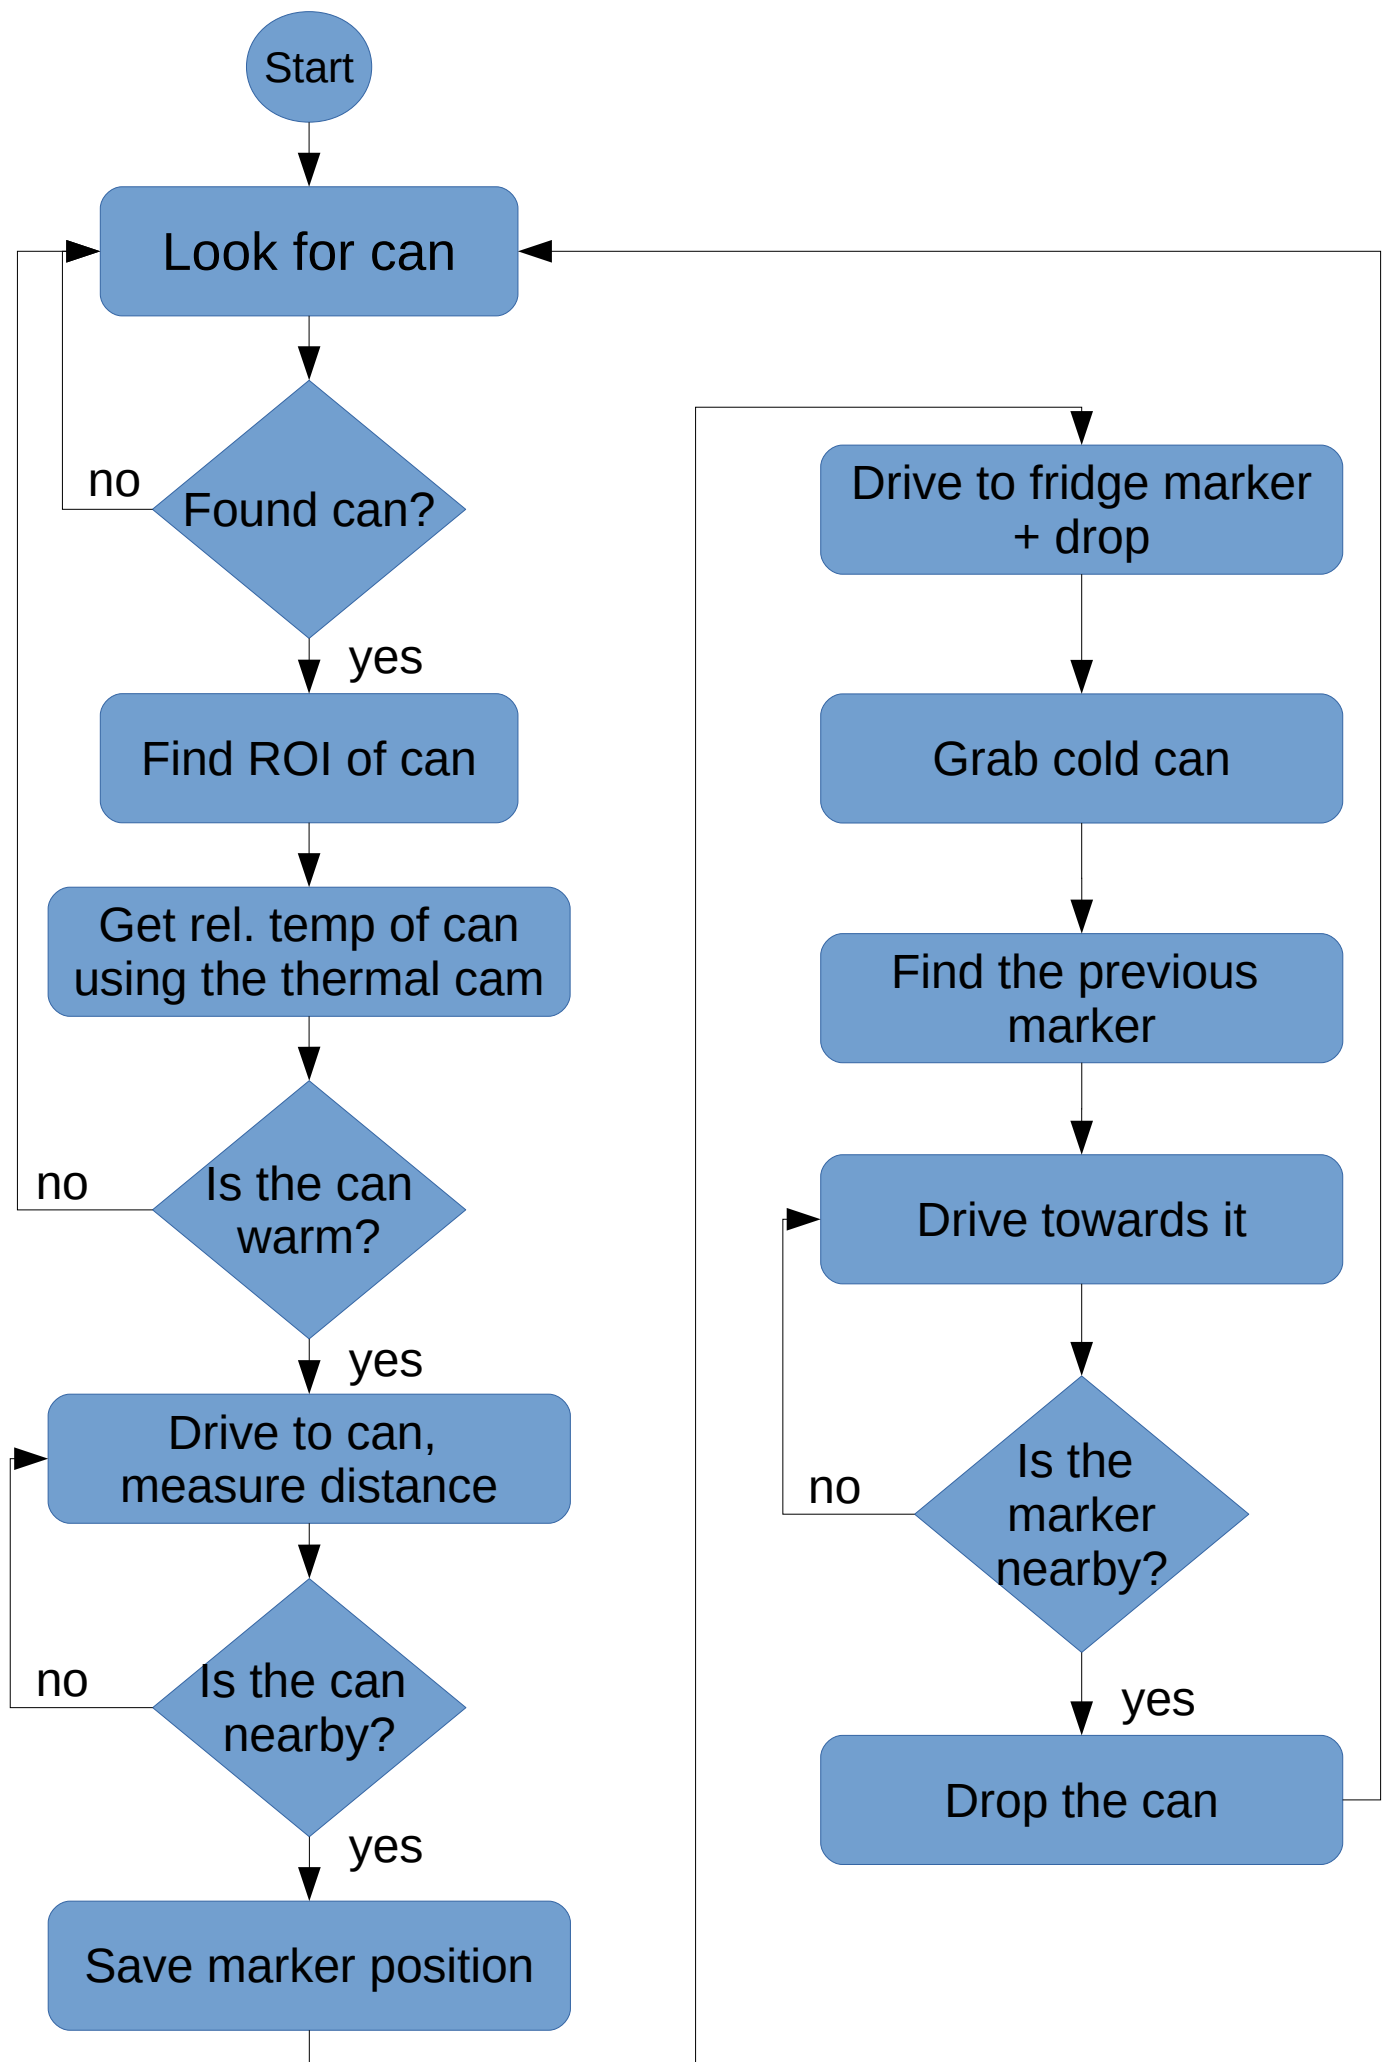 Start
Look for can
no
Found can?
yes
Find ROI of can
Get rel. temp of can
using the thermal cam
no
Is the can
warm?
yes
Drive to can,
measure distance
no
Is the can
nearby?
yes
Save marker position
Drive to fridge marker
+ drop
Grab cold can
Find the previous
marker
Drive towards it
no
Is the
marker
nearby?
yes
Drop the can